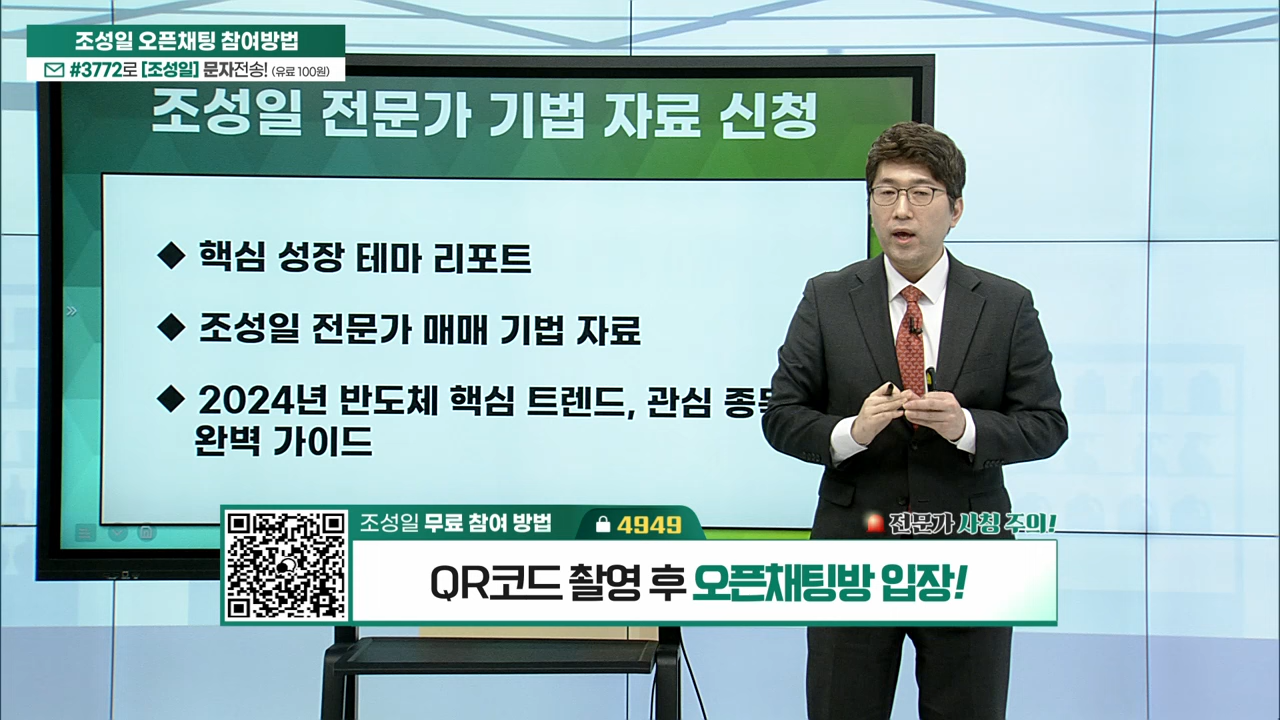 조성일 오픈채팅 참여방법
#3772로 [조성일] 문자전송! (유료 100원)
조성일 전문가 기법 자료 신청
◆ 핵심 성장 테마 리포트
◆ 조성일 전문가 매매 기법 자료
◆ 2024년 반도체 핵심 트렌드, 관심
완벽 가이드
조성일 무료 참여 방법
4949
전문가 사칭 주의!
QR코드 촬영 후 오픈채팅방 입장!